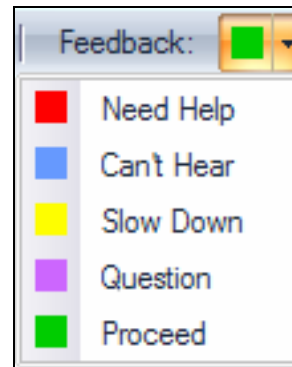 Feedback:
Need Help
Can't Hear
Slow Down
Question
Proceed